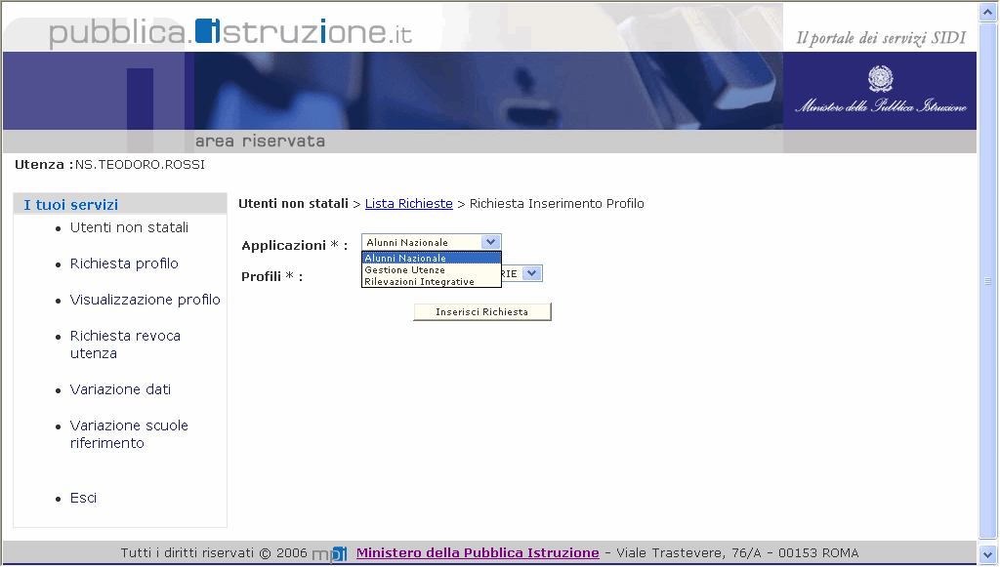 pubblica.istruzione.it
Il portale dei servizi SIDI
Ministero della Pubblica Istruzione
area riservata
Utenza :NS.TEODORO.ROSSI
I tuoi servizi
Utenti non statali > Lista Richieste > Richiesta Inserimento Profilo
Utenti non statali
Richiesta profilo
Visualizzazione profilo
Richiesta revoca
utenza
Variazione dati
Variazione scuole
riferimento
Esci
Applicazioni * : Alunni Nazionale
Alunni Nazionale
Gestione Utenze
Rilevazioni Integrative
Profili * : RIE
Inserisci Richiesta
Tutti i diritti riservati © 2006 mpi Ministero della Pubblica Istruzione - Viale Trastevere, 76/A - 00153 ROMA